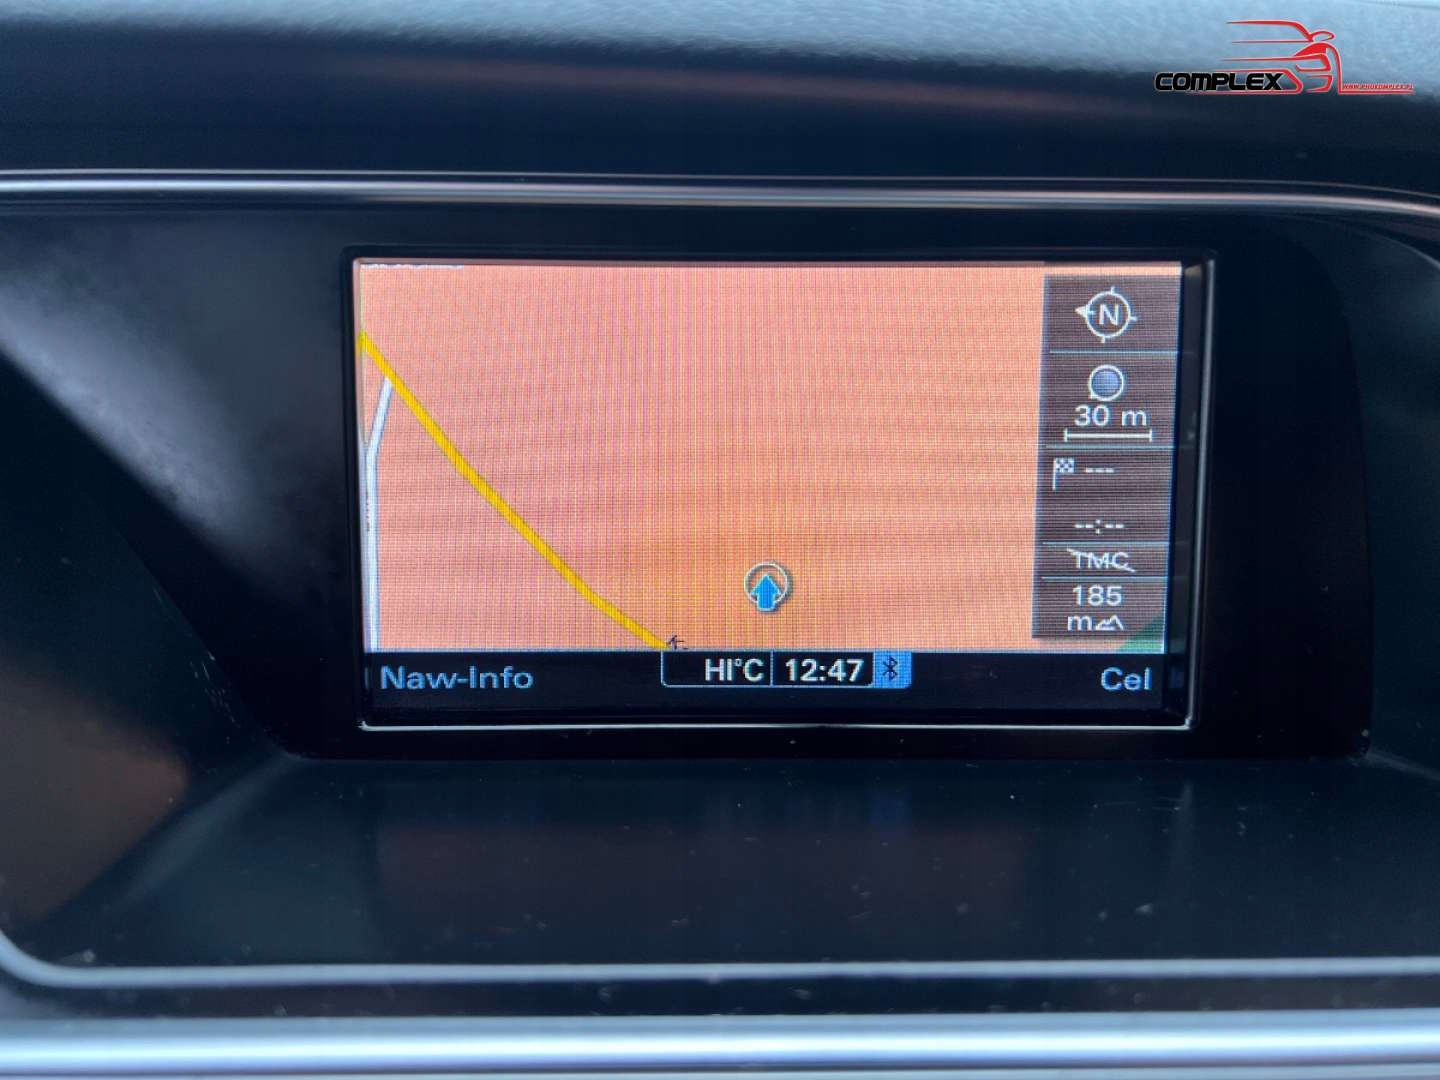 COMPLEX
N
30 m
---
--:--
TMC
185
m
Naw-Info
HI°C 12:47
Cel